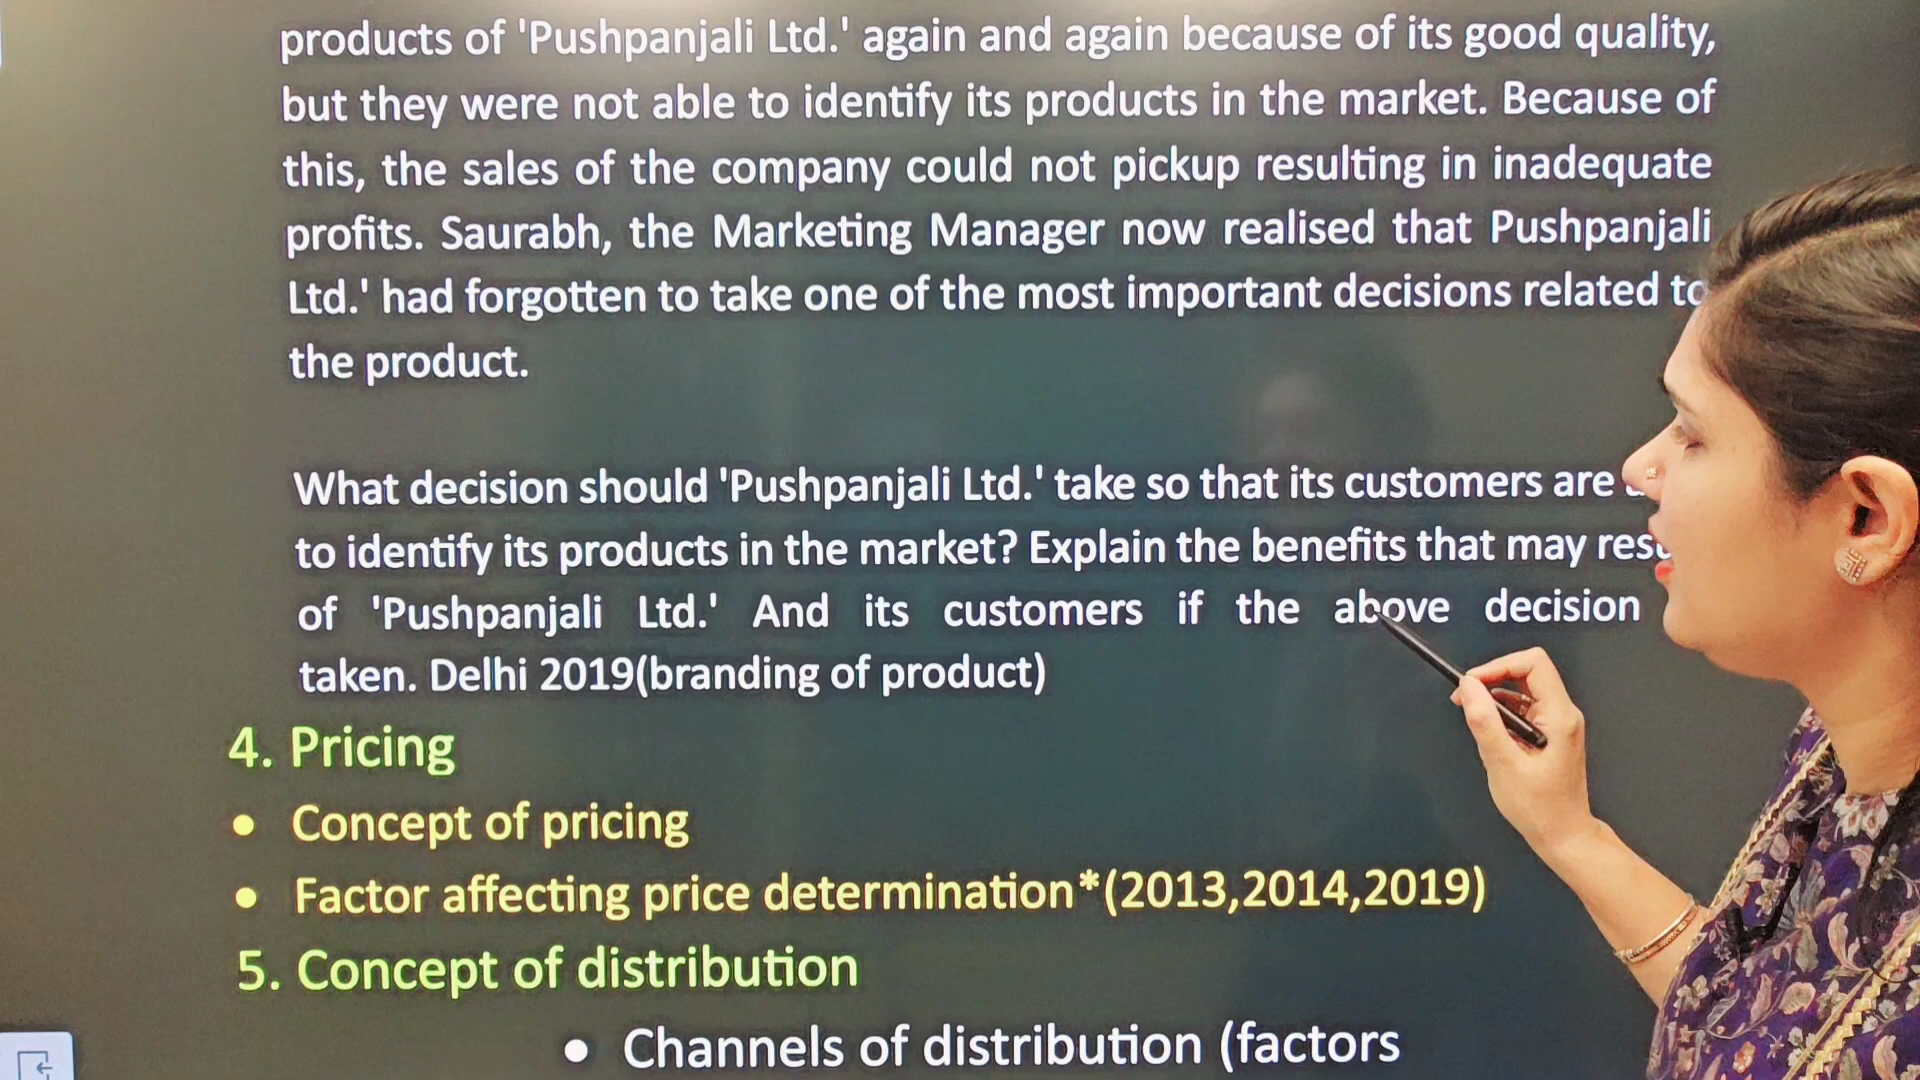 products of 'Pushpanjali Ltd.' again and again because of its good quality,
but they were not able to identify its products in the market. Because of
this, the sales of the company could not pickup resulting in inadequate
profits. Saurabh, the Marketing Manager now realised that Pushpanjali
Ltd.' had forgotten to take one of the most important decisions related to
the product.
What decision should 'Pushpanjali Ltd.' take so that its customers are
to identify its products in the market? Explain the benefits that may
of 'Pushpanjali Ltd.' And its customers if the above decision
taken. Delhi 2019(branding of product)
4. Pricing
• Concept of pricing
• Factor affecting price determination*(2013,2014,2019)
5. Concept of distribution
• Channels of distribution (factors